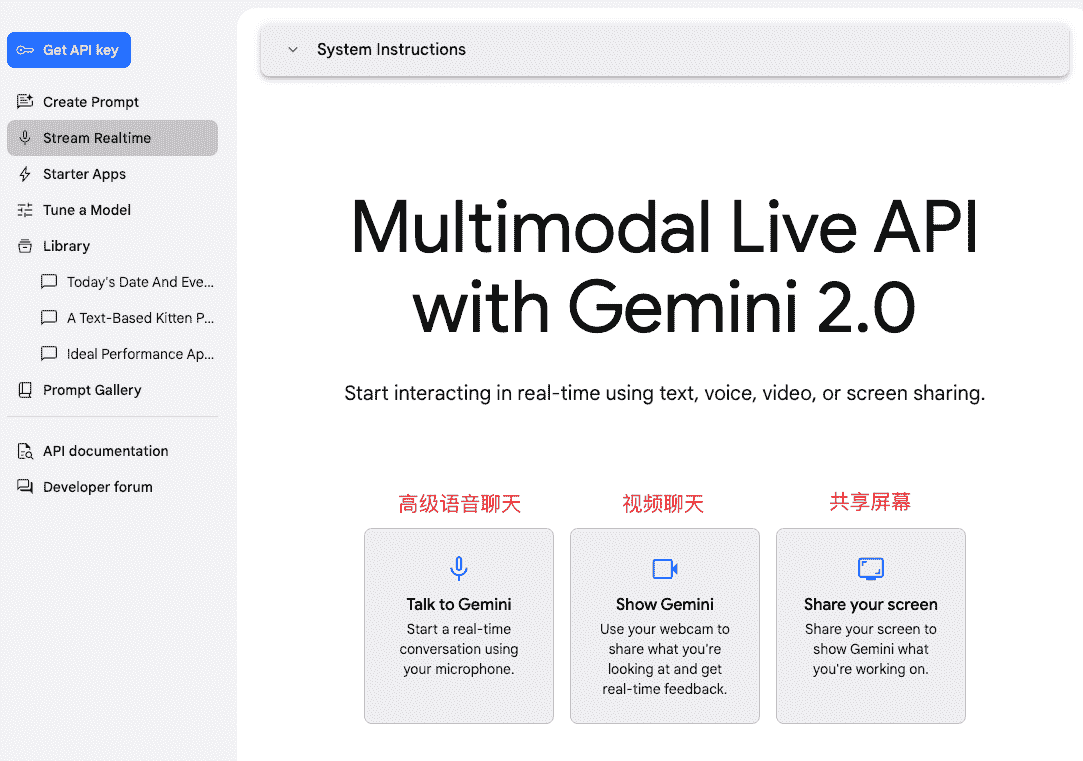 Get API key
Create Prompt
Stream Realtime
Starter Apps
Tune a Model
Library
Today's Date And Eve...
A Text-Based Kitten P...
Ideal Performance Ap...
Prompt Gallery
API documentation
Developer forum
System Instructions
Multimodal Live API
with Gemini 2.0
Start interacting in real-time using text, voice, video, or screen sharing.
高级语音聊天
Talk to Gemini
Start a real-time
conversation using
your microphone.
视频聊天
Show Gemini
Use your webcam to
share what you're
looking at and get
real-time feedback.
共享屏幕
Share your screen
Share your screen to
show Gemini what
you're working on.